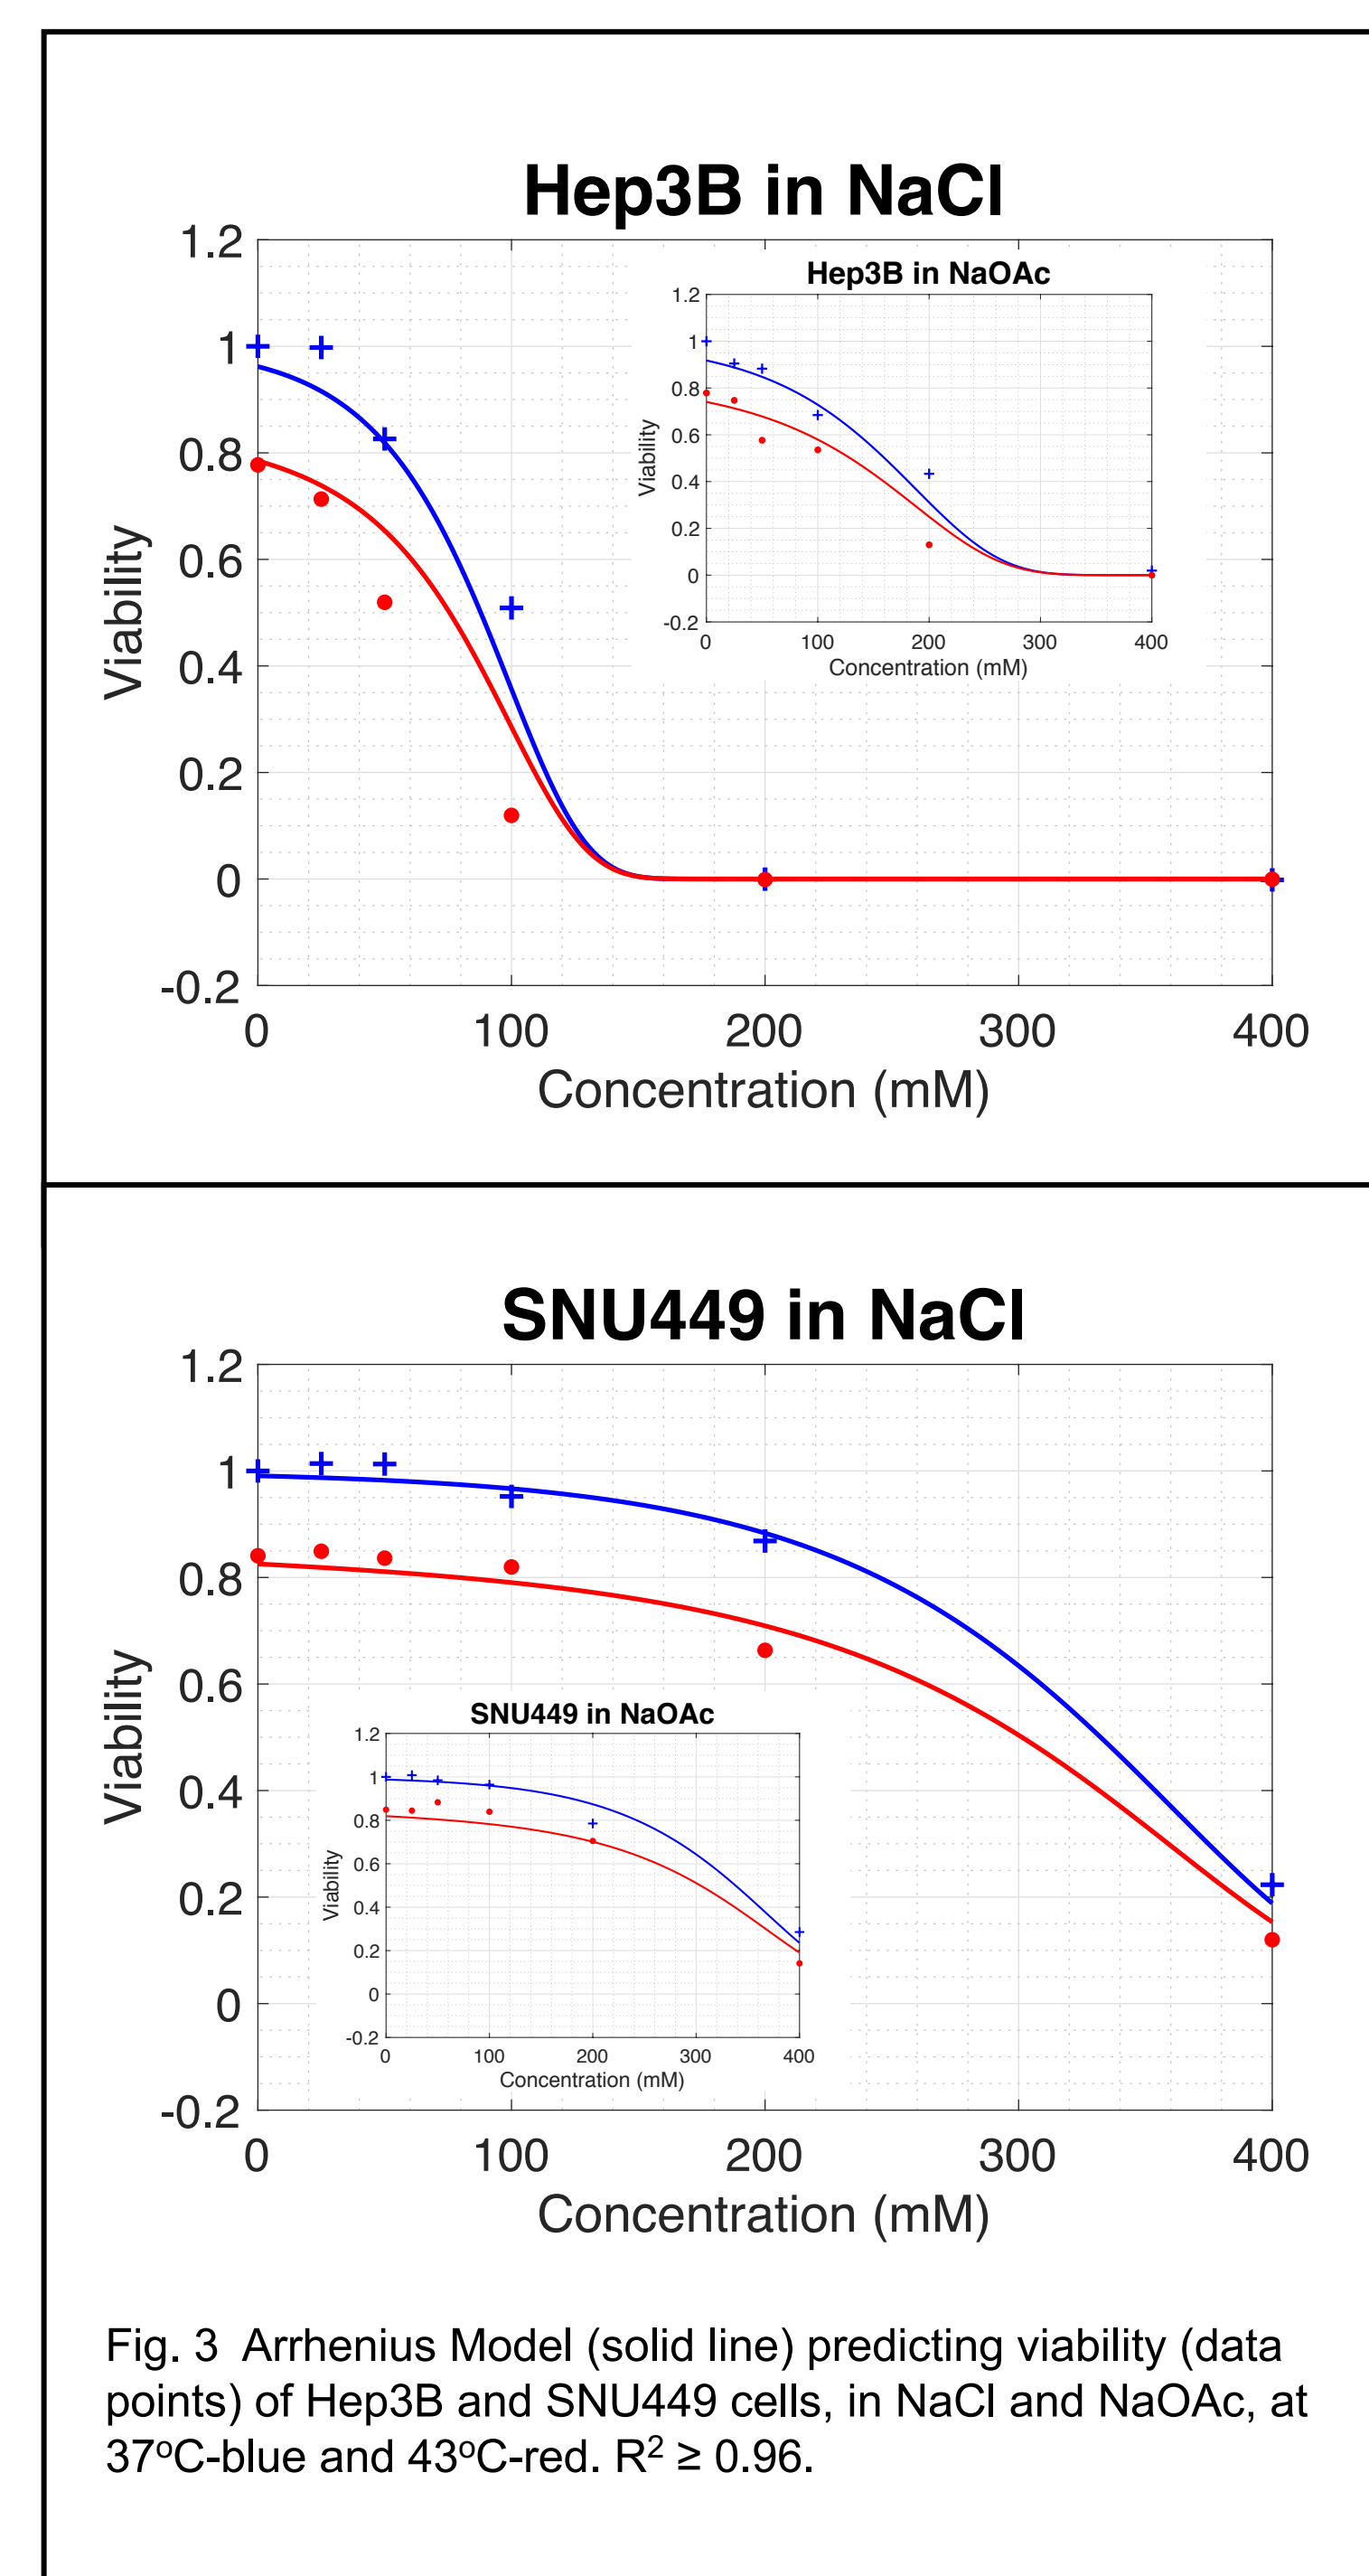 Hep3B in NaCl
1.2
1
0.8
0.6
0.4
0.2
0
-0.2
Viability
0 100 200 300 400
Concentration (mM)
Hep3B in NaOAc
1.2
1
0.8
0.6
0.4
0.2
0
-0.2
Viability
0 100 200 300 400
Concentration (mM)
SNU449 in NaCl
1.2
1
0.8
0.6
0.4
0.2
0
-0.2
Viability
0 100 200 300 400
Concentration (mM)
SNU449 in NaOAc
1.2
1
0.8
0.6
0.4
0.2
0
-0.2
Viability
0 100 200 300 400
Concentration (mM)
Fig. 3 Arrhenius Model (solid line) predicting viability (data
points) of Hep3B and SNU449 cells, in NaCl and NaOAc, at
37ºC-blue and 43ºC-red. R² ≥ 0.96.